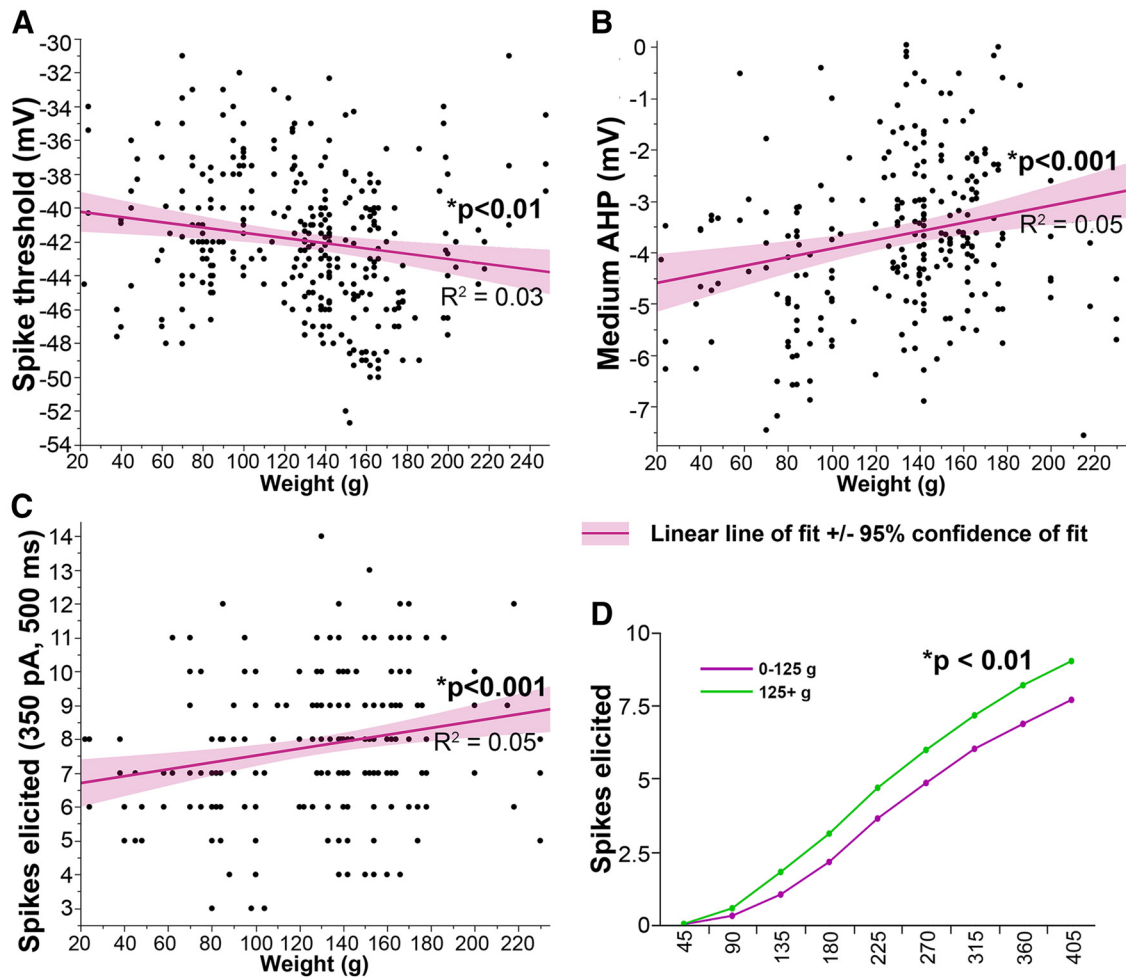 A
Spike threshold (mV)
-30
-32
-34
-36
-38
-40
-42
-44
-46
-48
-50
-52
-54
20 40 60 80 100 120 140 160 180 200 220 240
Weight (g)
*p<0.01
R² = 0.03
B
Medium AHP (mV)
0
-1
-2
-3
-4
-5
-6
-7
20 40 60 80 100 120 140 160 180 200 220
Weight (g)
*p<0.001
R² = 0.05
C
Spikes elicited (350 pA, 500 ms)
14
13
12
11
10
9
8
7
6
5
4
3
20 40 60 80 100 120 140 160 180 200 220
Weight (g)
*p<0.001
R² = 0.05
Linear line of fit +/- 95% confidence of fit
D
Spikes elicited
10
7.5
5
2.5
0
45 90 135 180 225 270 315 360 405
0-125 g
125+ g
*p < 0.01